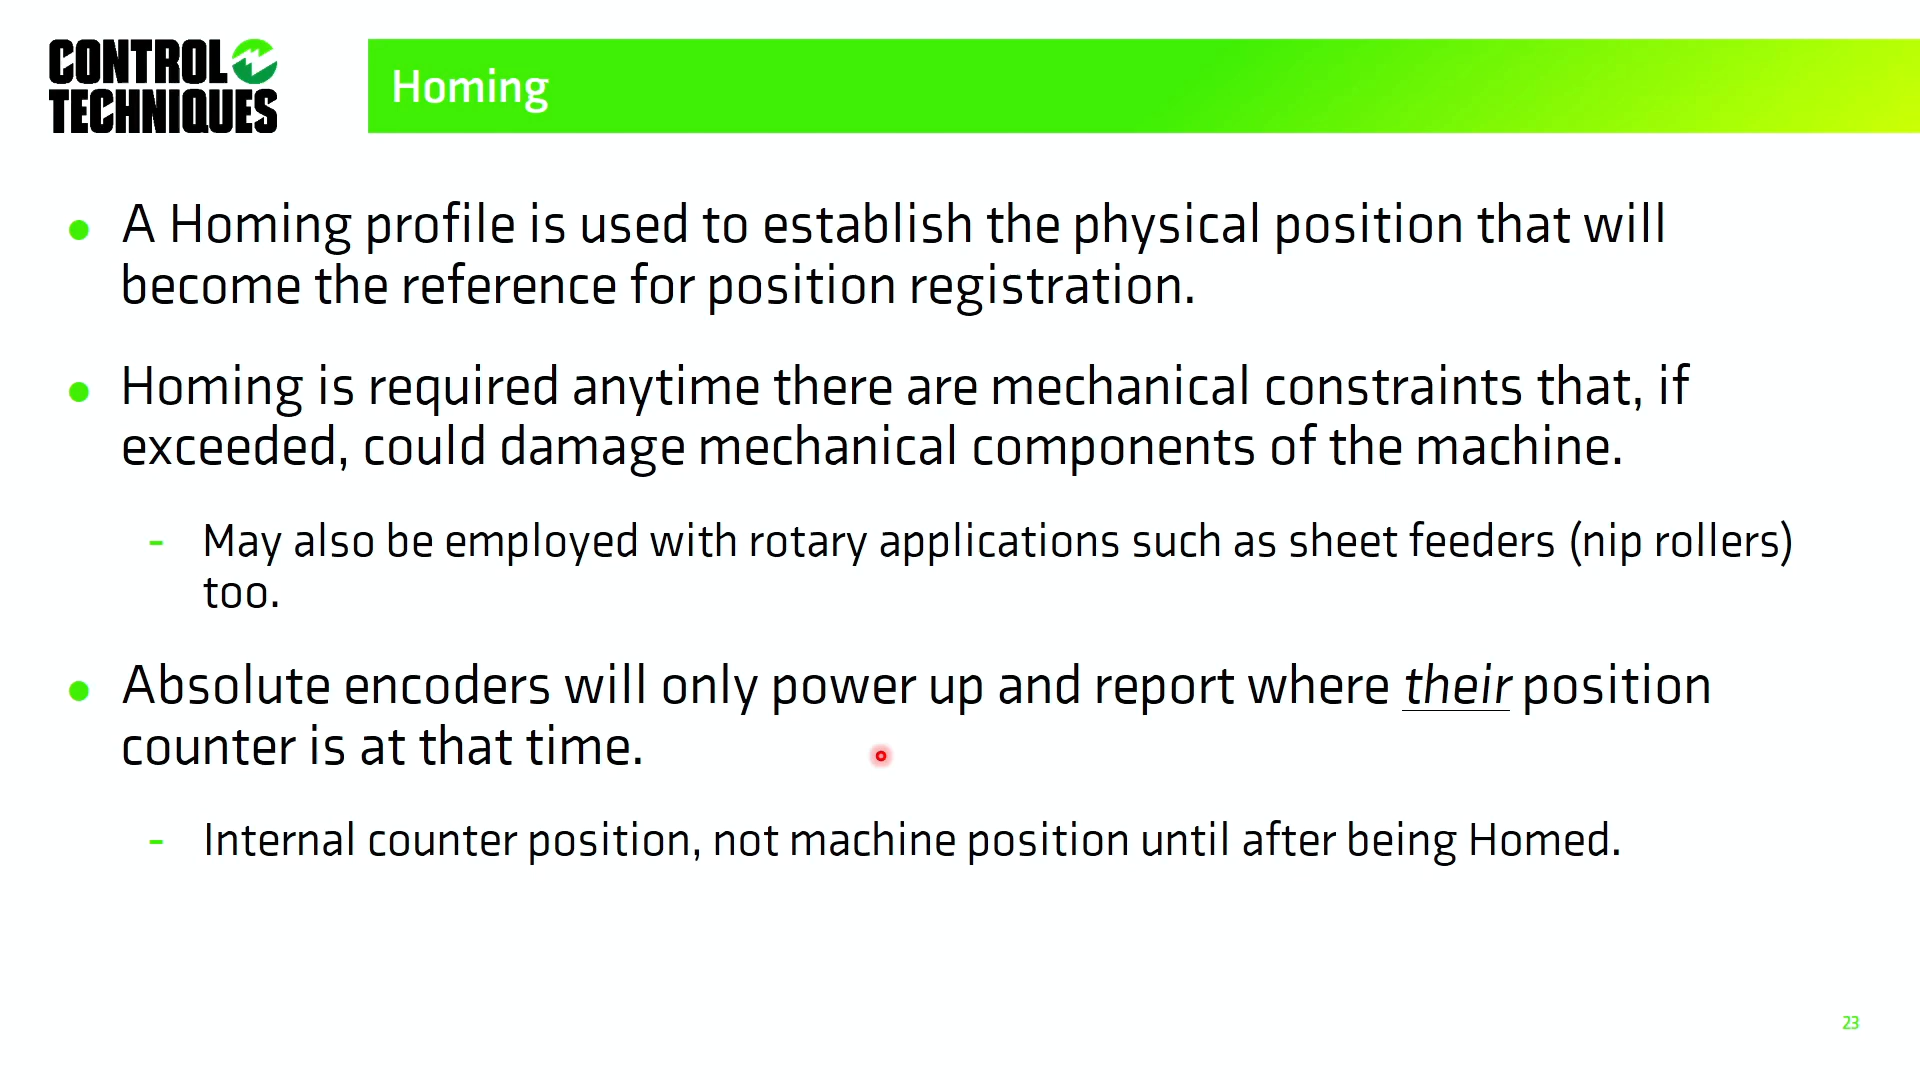 CONTROL
TECHNIQUES
Homing
A Homing profile is used to establish the physical position that will
become the reference for position registration.
Homing is required anytime there are mechanical constraints that, if
exceeded, could damage mechanical components of the machine.
- May also be employed with rotary applications such as sheet feeders (nip rollers)
too.
Absolute encoders will only power up and report where their position
counter is at that time.
- Internal counter position, not machine position until after being Homed.
23